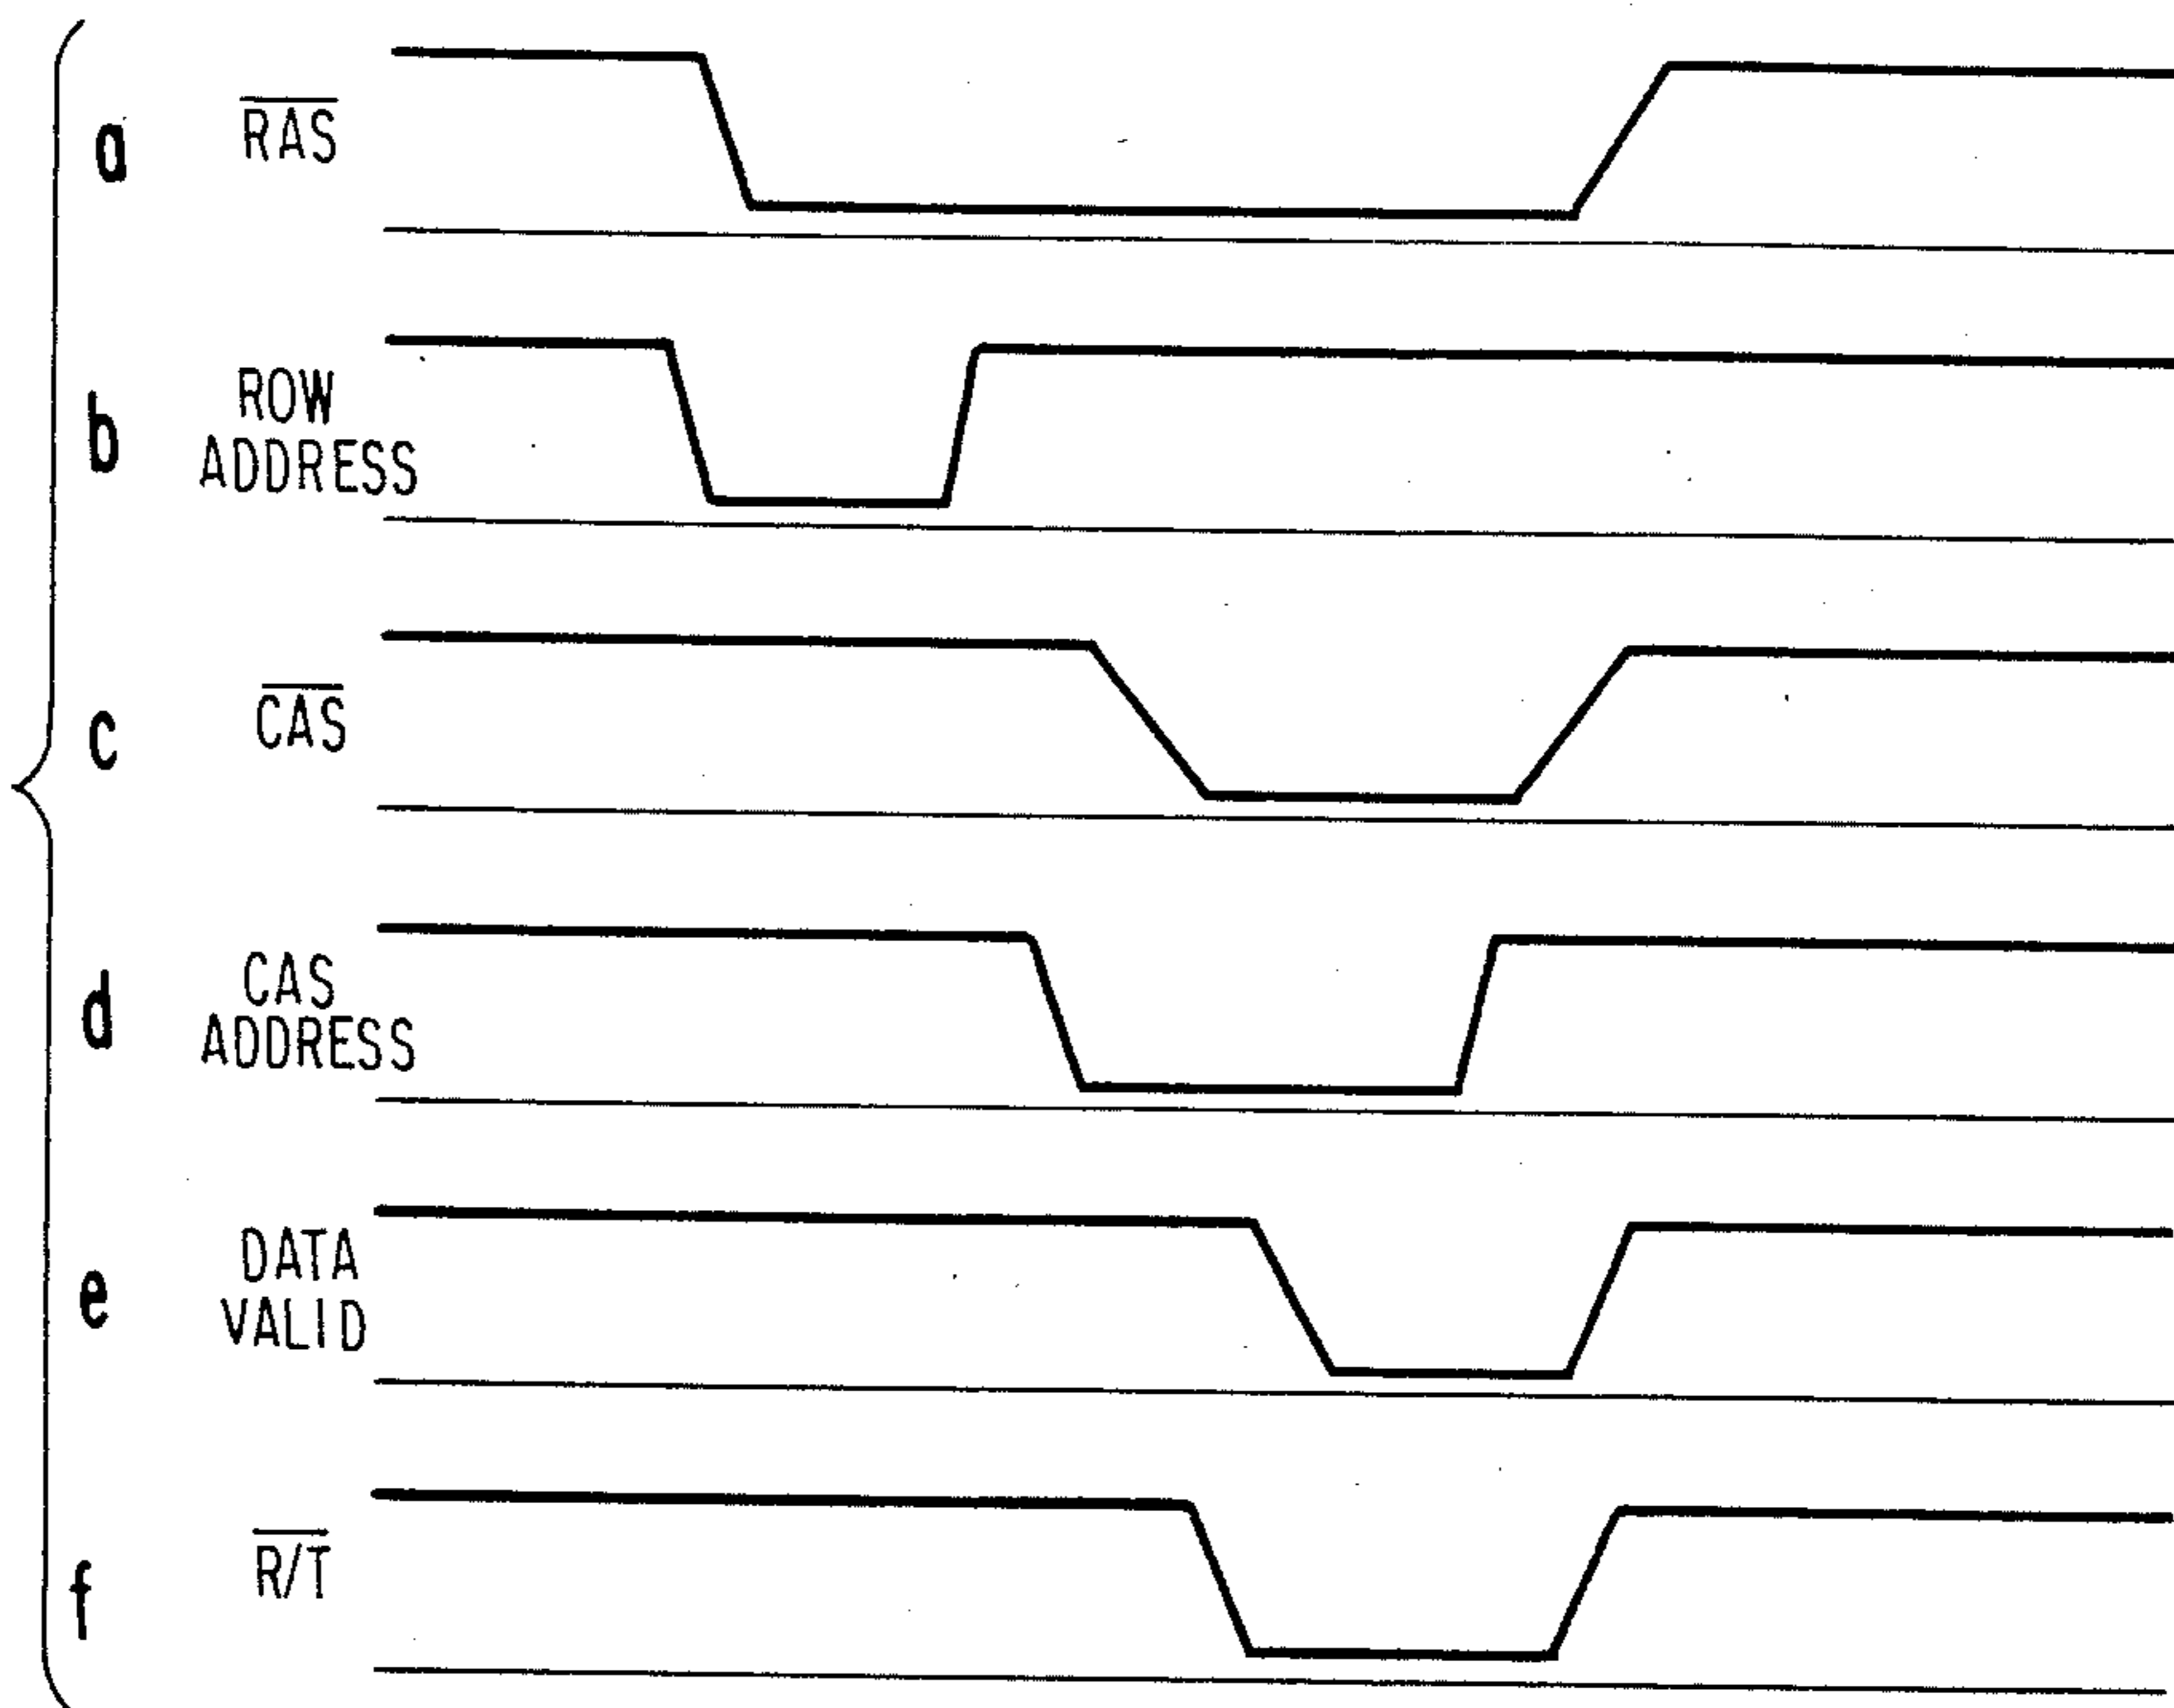 a
RAS
b
ROW
ADDRESS
c
CAS
d
CAS
ADDRESS
e
DATA
VALID
f
R/T